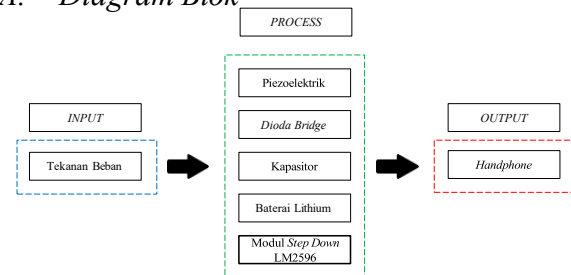 A. Diagram Blok
PROCESS
Piezoelektrik
INPUT
Dioda Bridge
OUTPUT
Tekanan Beban
Kapasitor
Handphone
Baterai Lithium
Modul Step Down
LM2596